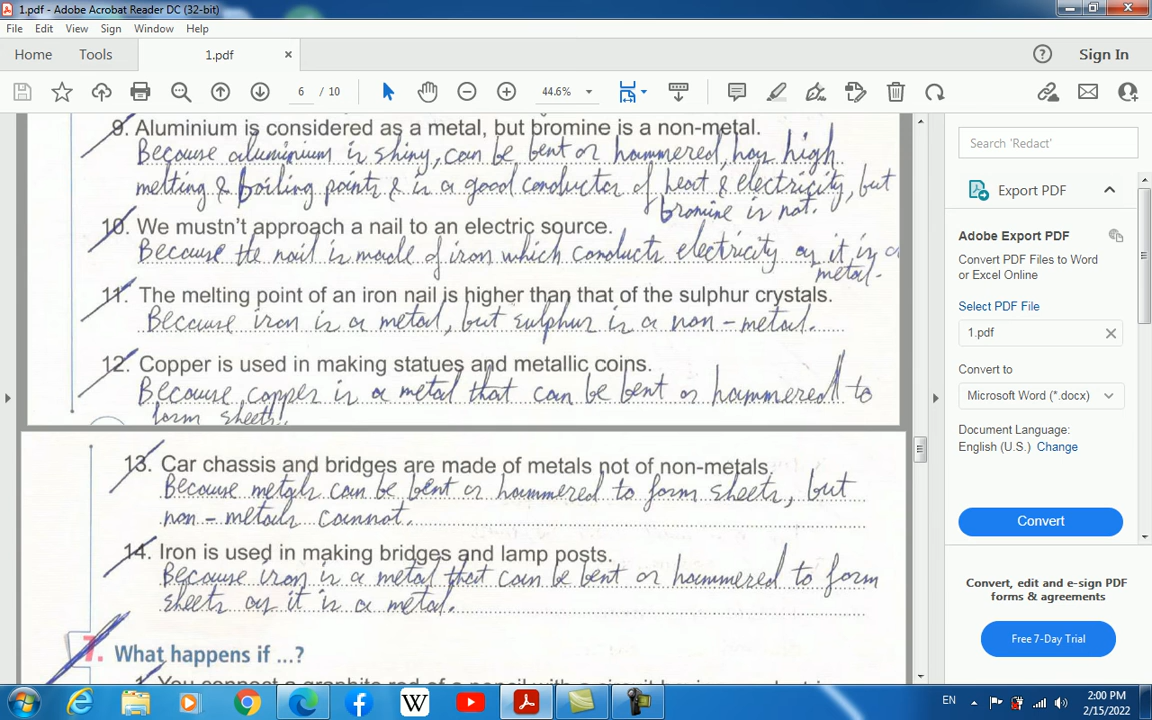 1.pdf - Adobe Acrobat Reader DC (32-bit)
File Edit View Sign Window Help
Home Tools 1.pdf × Sign In
6 / 10 44.6%
9. Aluminium is considered as a metal, but bromine is a non-metal.
Because aluminium is shiny, can be bent or hammered, has high
melting & boiling points & is a good conductor of heat & electricity, but
bromine is not.
10. We mustn't approach a nail to an electric source.
Because the nail is made of iron which conducts electricity as it is a
metal.
11. The melting point of an iron nail is higher than that of the sulphur crystals.
Because iron is a metal, but sulphur is a non-metal.
12. Copper is used in making statues and metallic coins.
Because copper is a metal that can be bent or hammered to
form sheets.
13. Car chassis and bridges are made of metals not of non-metals.
Because metals can be bent or hammered to form sheets, but
non-metals cannot.
14. Iron is used in making bridges and lamp posts.
Because iron is a metal that can be bent or hammered to form
sheets as it is a metal.
7. What happens if ...?
1. You connect a graphite rod of a pencil with a circuit
Search 'Redact'
Export PDF
Adobe Export PDF
Convert PDF Files to Word
or Excel Online
Select PDF File
1.pdf
Convert to
Microsoft Word (*.docx)
Document Language:
English (U.S.) Change
Convert
Convert, edit and e-sign PDF
forms & agreements
Free 7-Day Trial
EN
2:00 PM
2/15/2022